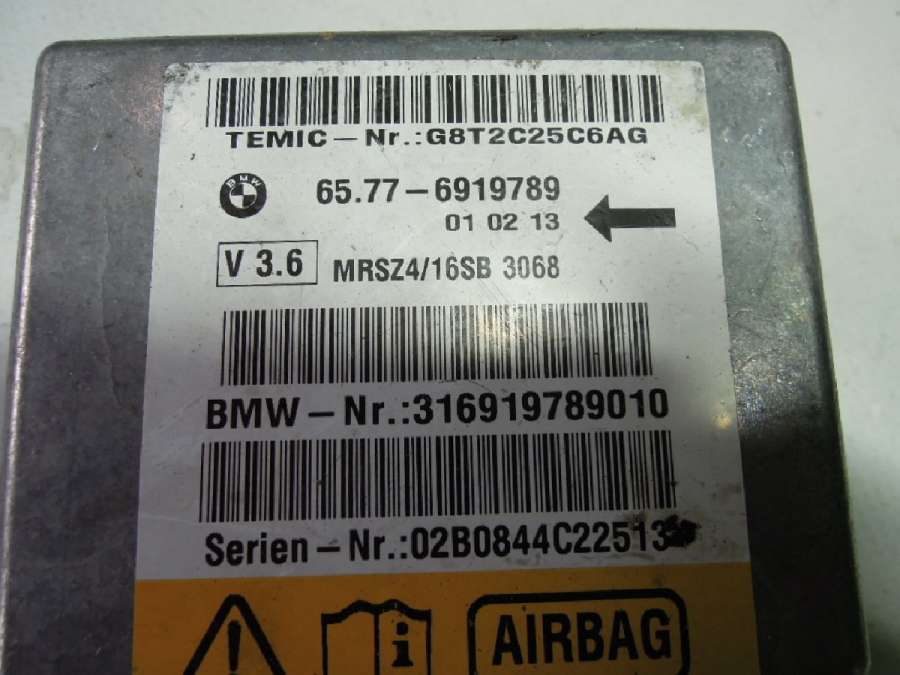 TEMIC-Nr.:G8T2C25C6AG
BMW
65.77-6919789
01 02 13
V 3.6
MRSZ4/16SB 3068
BMW-Nr.:316919789010
Serien-Nr.:02B0844C22513
!
i
AIRBAG